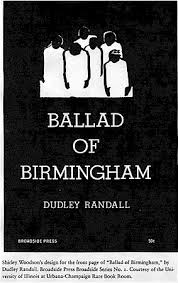 BALLAD
OF
BIRMINGHAM
DUDLEY RANDALL
BROADSIDE PRESS 50¢
Shirley Woodson's design for the front page of "Ballad of Birmingham," by
Dudley Randall. Broadside Press Broadside Series No. 1. Courtesy of the Uni-
versity of Illinois at Urbana-Champaign Rare Book Room.